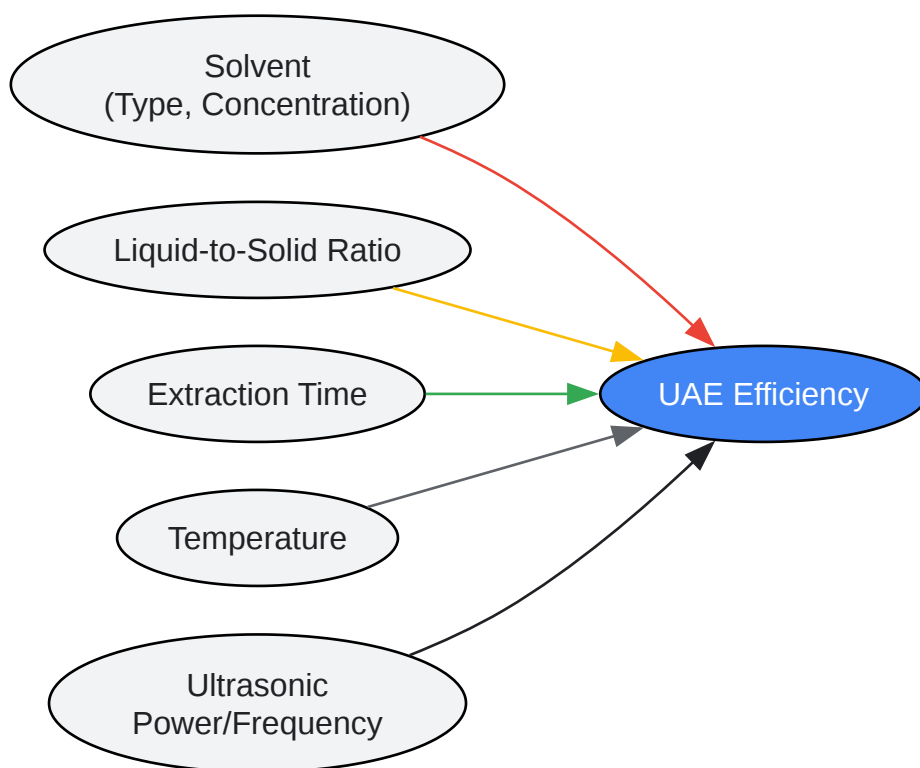 Solvent
(Type, Concentration)
Liquid-to-Solid Ratio
Extraction Time
UAE Efficiency
Temperature
Ultrasonic
Power/Frequency